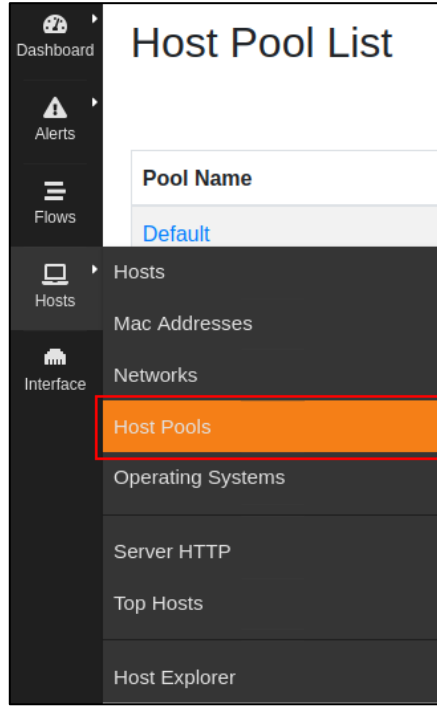 Dashboard
Host Pool List
Alerts
Pool Name
Flows
Default
Hosts
Hosts
Mac Addresses
Interface
Networks
Host Pools
Operating Systems
Server HTTP
Top Hosts
Host Explorer